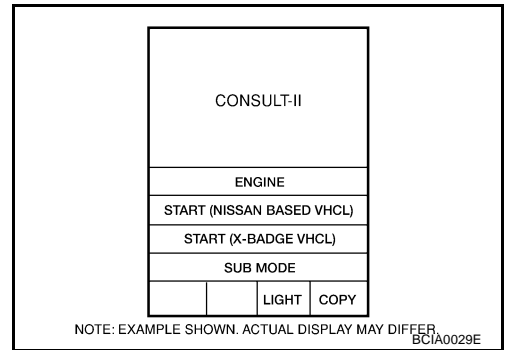 CONSULT-II
ENGINE
START (NISSAN BASED VHCL)
START (X-BADGE VHCL)
SUB MODE
LIGHT COPY
NOTE: EXAMPLE SHOWN. ACTUAL DISPLAY MAY DIFFER.
BCIA0029E